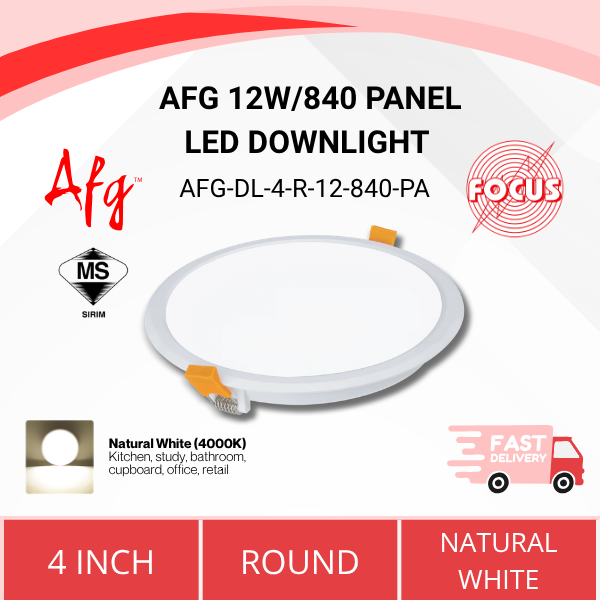 AFG 12W/840 PANEL
LED DOWNLIGHT
AFG-DL-4-R-12-840-PA
Afg™
FOCUS
MS
SIRIM
Natural White (4000K)
Kitchen, study, bathroom,
cupboard, office, retail
FAST
DELIVERY
4 INCH
ROUND
NATURAL
WHITE